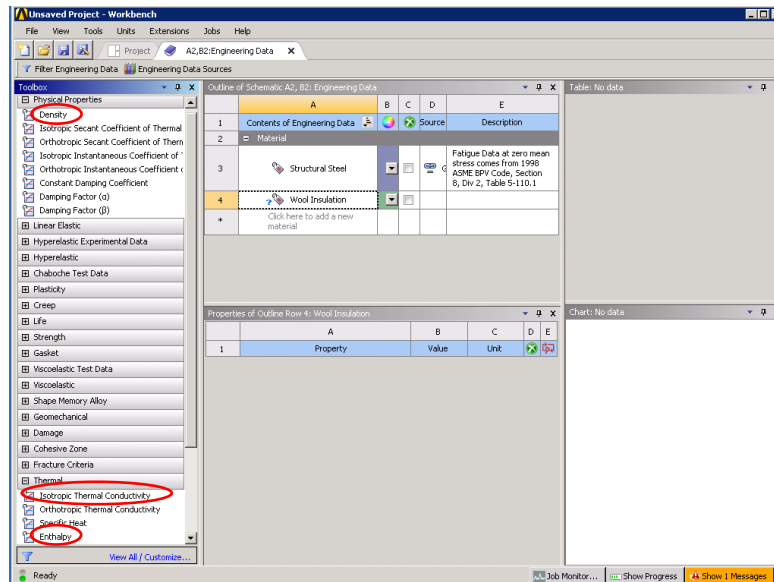 Unsaved Project - Workbench
File View Tools Units Extensions Jobs Help
Project A2,B2:Engineering Data X
Filter Engineering Data Engineering Data Sources
Toolbox
Physical Properties
Density
Isotropic Secant Coefficient of Thermal
Orthotropic Secant Coefficient of Therm
Isotropic Instantaneous Coefficient of
Orthotropic Instantaneous Coefficient
Constant Damping Coefficient
Damping Factor (α)
Damping Factor (β)
Linear Elastic
Hyperelastic Experimental Data
Hyperelastic
Chaboche Test Data
Plasticity
Creep
Life
Strength
Gasket
Viscoelastic Test Data
Viscoelastic
Shape Memory Alloy
Geomechanical
Damage
Cohesive Zone
Fracture Criteria
Thermal
Isotropic Thermal Conductivity
Orthotropic Thermal Conductivity
Specific Heat
Enthalpy
View All / Customize...
Ready
Outline of Schematic A2, B2: Engineering Data
A B C D E
1 Contents of Engineering Data Source Description
2 Material
3 Structural Steel Fatigue Data at zero mean
stress comes from 1998
ASME BPV Code, Section
8, Div 2, Table 5-110.1
4 ? Wool Insulation
* Click here to add a new
material
Properties of Outline Row 4: Wool Insulation
A B C D E
1 Property Value Unit
Table: No data
Chart: No data
Job Monitor... Show Progress Show 1 Messages